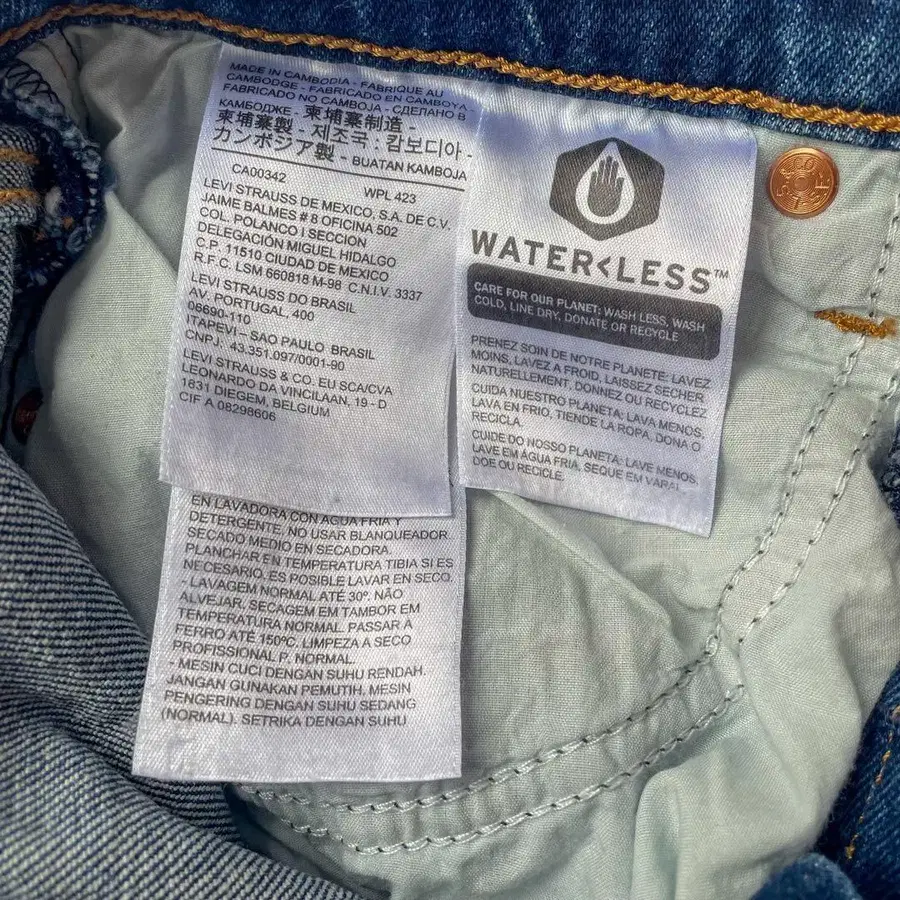 MADE IN CAMBODIA - FABRIQUE AU
CAMBODGE - FABRICADO EN CAMBOYA
FABRICADO NO CAMBOJA - СДЕЛАНО В
КАМБОДЖЕ - 柬埔寨制造 -
柬埔寨製 - 제조국 : 캄보디아 -
カンボジア製 - BUATAN KAMBOJA
CA00342 WPL 423
LEVI STRAUSS DE MEXICO, S.A. DE C.V.
JAIME BALMES # 8 OFICINA 502
COL. POLANCO I SECCION
DELEGACIÓN MIGUEL HIDALGO
C.P. 11510 CIUDAD DE MEXICO
R.F.C. LSM 660818 M-98 C.N.I.V. 3337
LEVI STRAUSS DO BRASIL
AV. PORTUGAL, 400
06690-110
ITAPEVI – SAO PAULO BRASIL
CNPJ. 43.351.097/0001-90
LEVI STRAUSS & CO. EU SCA/CVA
LEONARDO DA VINCILAAN, 19 - D
1831 DIEGEM, BELGIUM
CIF A 08298606
WATER<LESS™
CARE FOR OUR PLANET: WASH LESS, WASH
COLD, LINE DRY, DONATE OR RECYCLE
PRENEZ SOIN DE NOTRE PLANETE: LAVEZ
MOINS, LAVEZ A FROID, LAISSEZ SECHER
NATURELLEMENT, DONNEZ OU RECYCLEZ
CUIDA NUESTRO PLANETA: LAVA MENOS,
LAVA EN FRIO, TIENDE LA ROPA, DONA O
RECICLA.
CUIDE DO NOSSO PLANETA: LAVE MENOS,
LAVE EM ÁGUA FRIA, SEQUE EM VARAL,
DOE OU RECICLE.
EN LAVADORA CON AGUA FRIA Y
DETERGENTE. NO USAR BLANQUEADOR.
SECADO MEDIO EN SECADORA.
PLANCHAR EN TEMPERATURA TIBIA SI ES
NECESARIO. ES POSIBLE LAVAR EN SECO.
- LAVAGEM NORMAL ATÉ 30º. NÃO
ALVEJAR. SECAGEM EM TAMBOR EM
TEMPERATURA NORMAL. PASSAR A
FERRO ATÉ 150ºC. LIMPEZA A SECO
PROFISSIONAL P. NORMAL.
- MESIN CUCI DENGAN SUHU RENDAH.
JANGAN GUNAKAN PEMUTIH. MESIN
PENGERING DENGAN SUHU SEDANG
(NORMAL). SETRIKA DENGAN SUHU